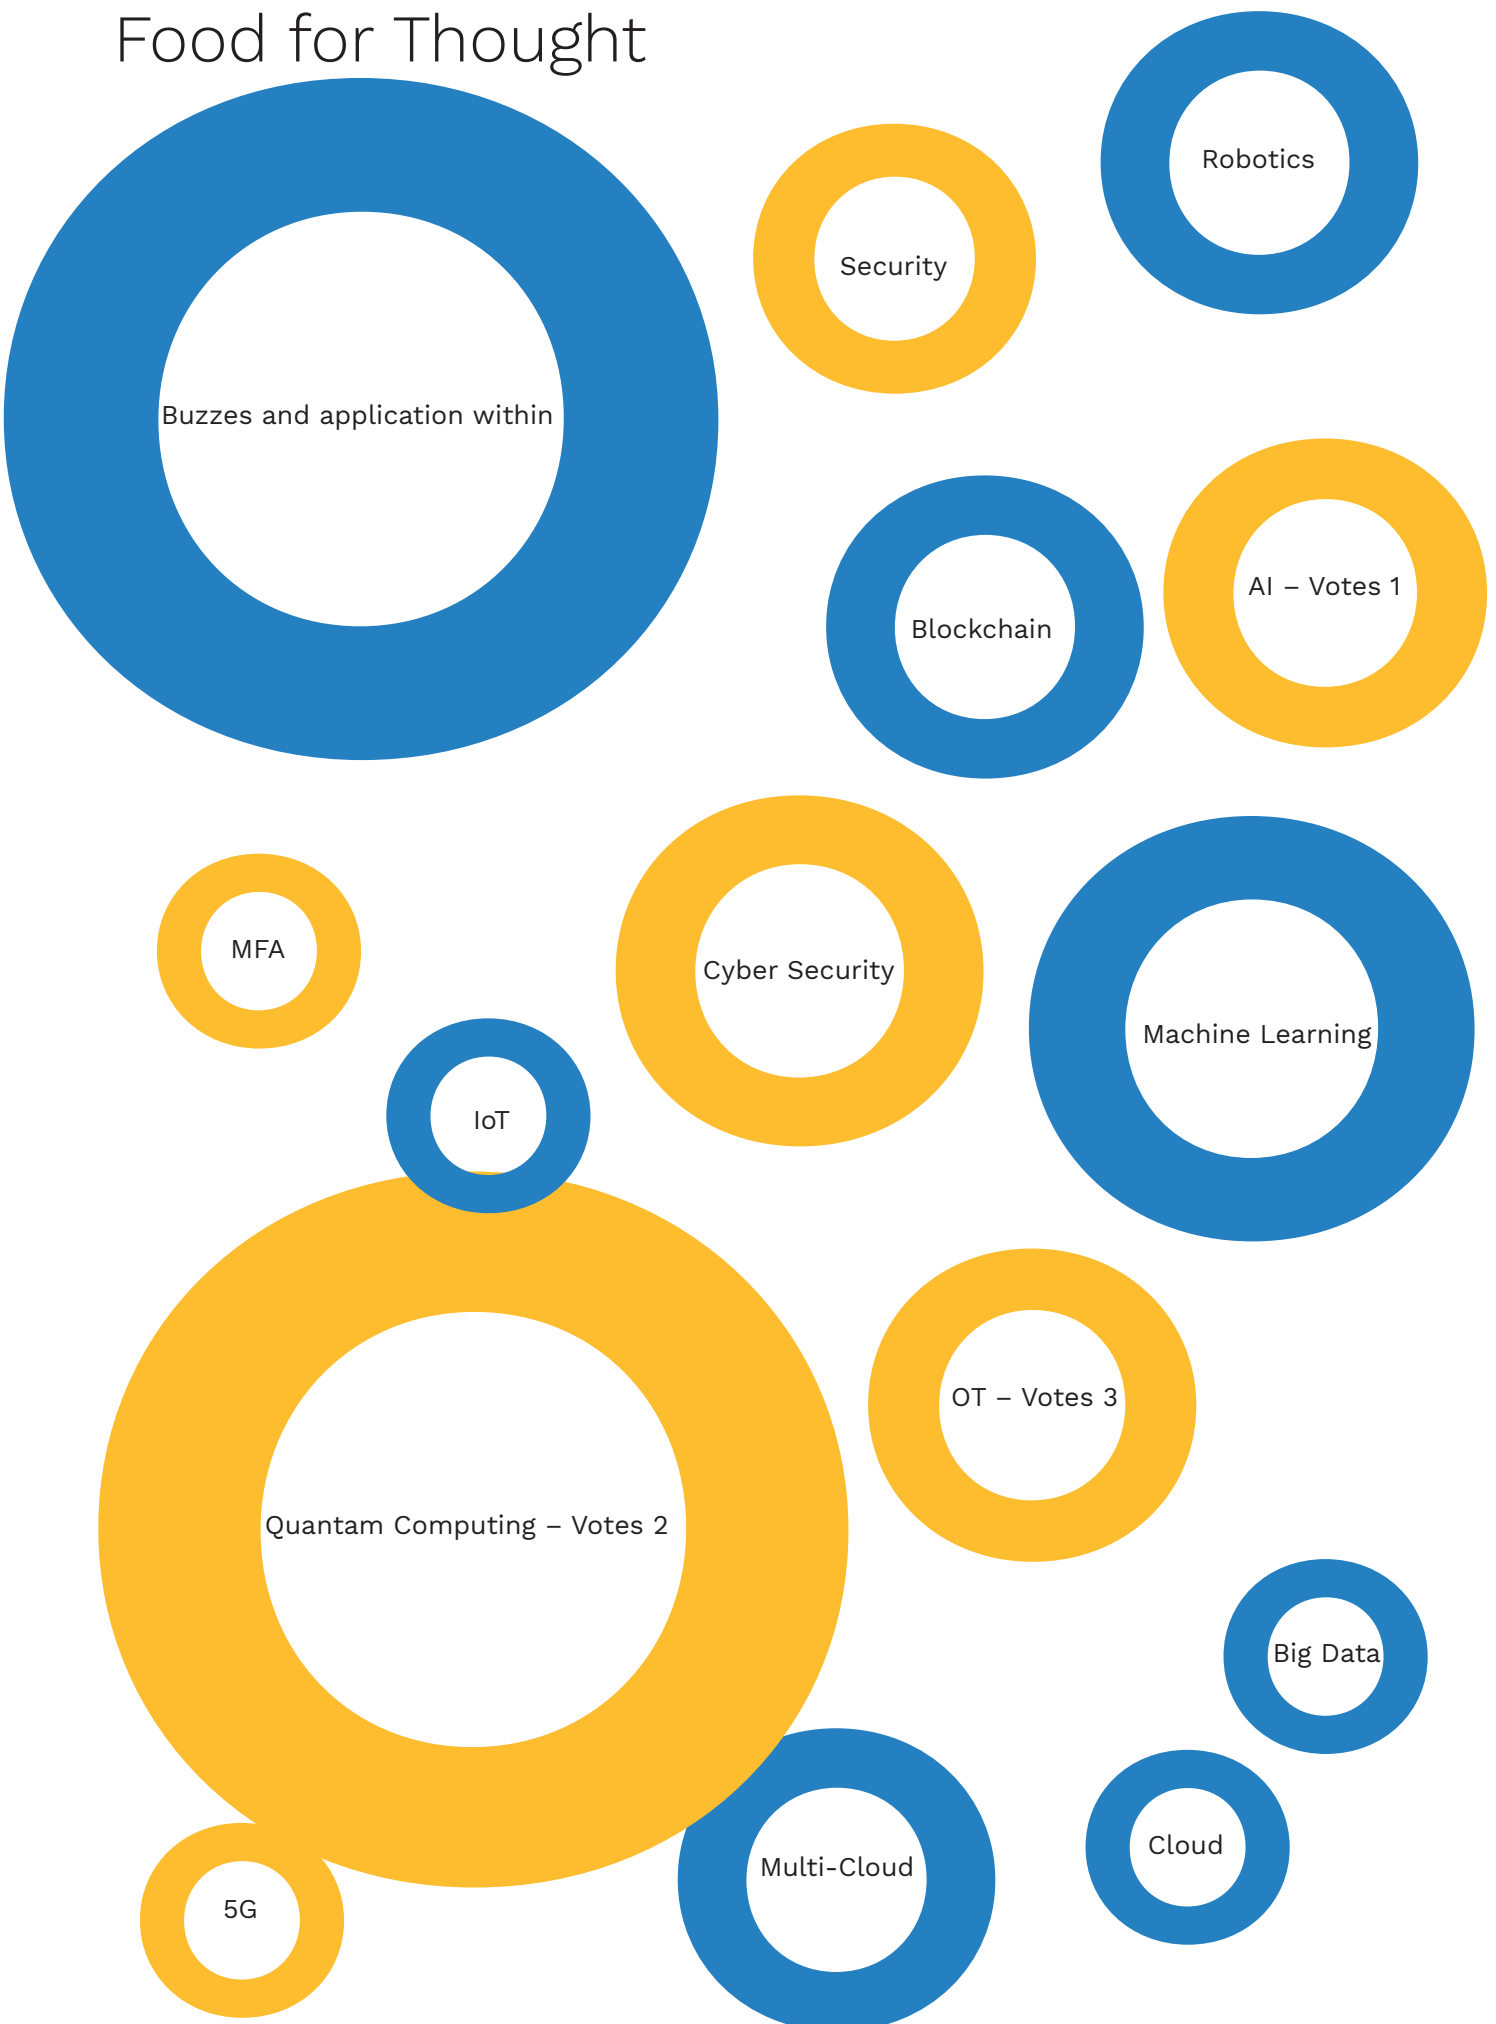 Food for Thought
Robotics
Security
Buzzes and application within
AI – Votes 1
Blockchain
MFA
Cyber Security
Machine Learning
IoT
OT – Votes 3
Quantam Computing – Votes 2
Big Data
Cloud
Multi-Cloud
5G